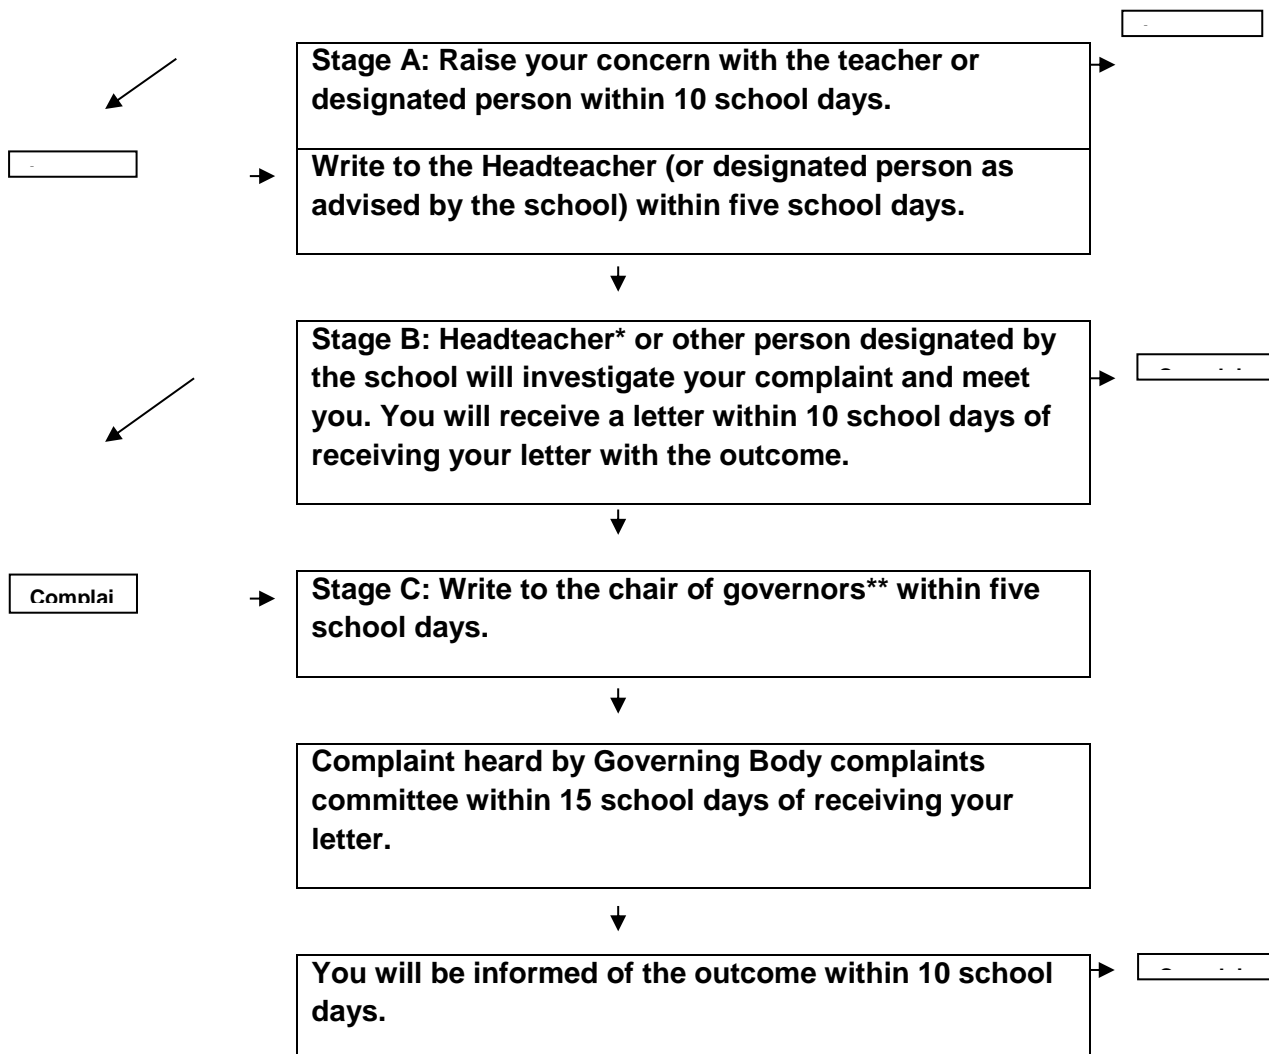 Stage A: Raise your concern with the teacher or
designated person within 10 school days.
Write to the Headteacher (or designated person as
advised by the school) within five school days.
Stage B: Headteacher* or other person designated by
the school will investigate your complaint and meet
you. You will receive a letter within 10 school days of
receiving your letter with the outcome.
Complai
Stage C: Write to the chair of governors** within five
school days.
Complaint heard by Governing Body complaints
committee within 15 school days of receiving your
letter.
You will be informed of the outcome within 10 school
days.